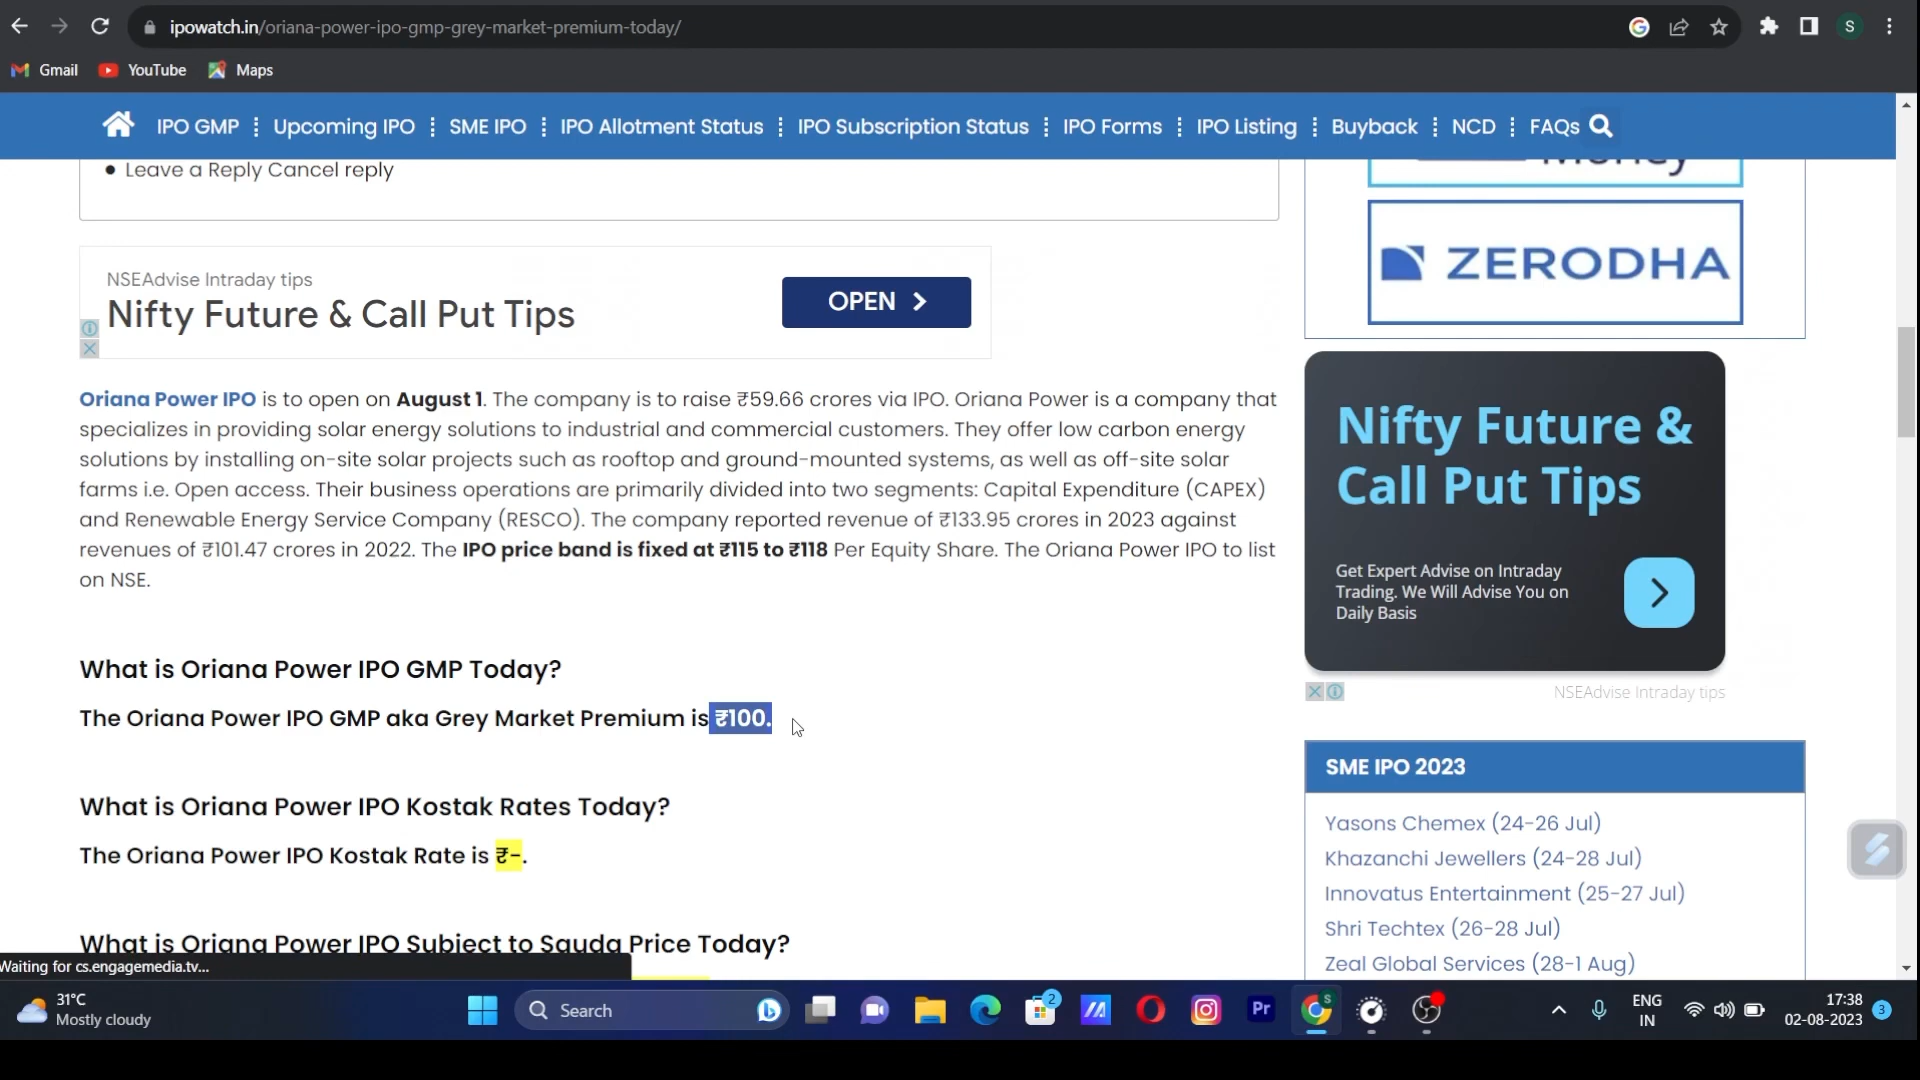 ipowatch.in/oriana-power-ipo-gmp-grey-market-premium-today/
S
Gmail YouTube Maps
IPO GMP Upcoming IPO SME IPO IPO Allotment Status IPO Subscription Status IPO Forms IPO Listing Buyback NCD FAQs
• Leave a Reply Cancel reply
NSEAdvise Intraday tips
Nifty Future & Call Put Tips
OPEN
Oriana Power IPO is to open on August 1. The company is to raise ₹59.66 crores via IPO. Oriana Power is a company that
specializes in providing solar energy solutions to industrial and commercial customers. They offer low carbon energy
solutions by installing on-site solar projects such as rooftop and ground-mounted systems, as well as off-site solar
farms i.e. Open access. Their business operations are primarily divided into two segments: Capital Expenditure (CAPEX)
and Renewable Energy Service Company (RESCO). The company reported revenue of ₹133.95 crores in 2023 against
revenues of ₹101.47 crores in 2022. The IPO price band is fixed at ₹115 to ₹118 Per Equity Share. The Oriana Power IPO to list
on NSE.
What is Oriana Power IPO GMP Today?
The Oriana Power IPO GMP aka Grey Market Premium is ₹100.
What is Oriana Power IPO Kostak Rates Today?
The Oriana Power IPO Kostak Rate is ₹-.
What is Oriana Power IPO Subject to Sauda Price Today?
Money
ZERODHA
Nifty Future &
Call Put Tips
Get Expert Advise on Intraday
Trading. We Will Advise You on
Daily Basis
NSEAdvise Intraday tips
SME IPO 2023
Yasons Chemex (24-26 Jul)
Khazanchi Jewellers (24-28 Jul)
Innovatus Entertainment (25-27 Jul)
Shri Techtex (26-28 Jul)
Zeal Global Services (28-1 Aug)
Waiting for cs.engagemedia.tv...
31°C
Mostly cloudy
Search
2
Pr
S
ENG
IN
17:38
02-08-2023
3